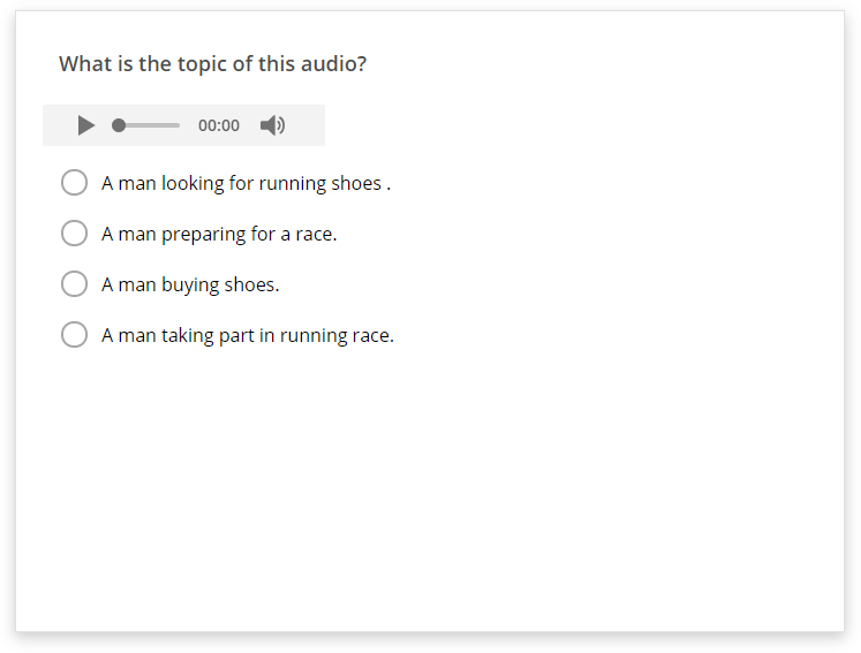 What is the topic of this audio?
00:00
A man looking for running shoes .
A man preparing for a race.
A man buying shoes.
A man taking part in running race.